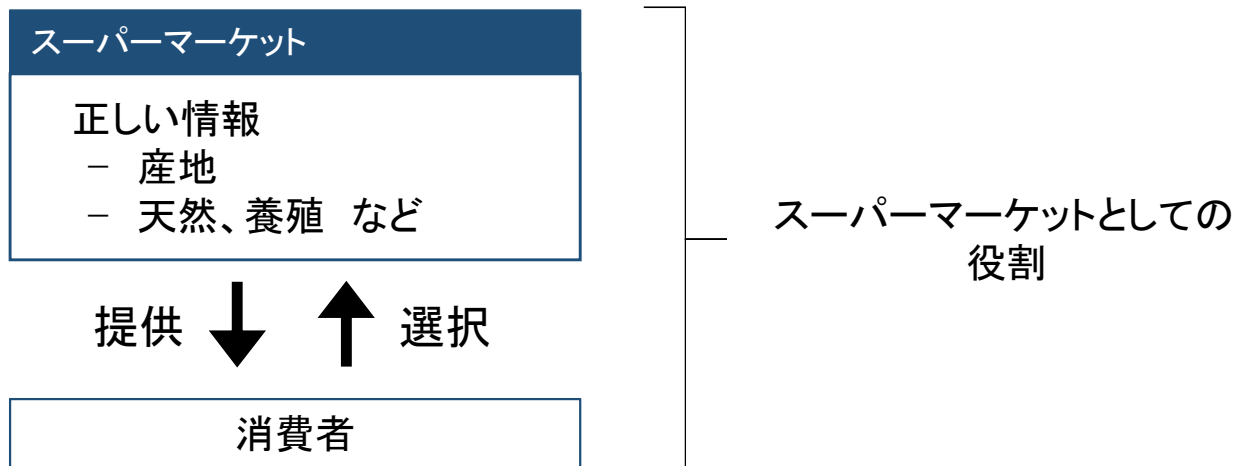 スーパーマーケット
正しい情報
− 産地
− 天然、養殖　など
提供
選択
消費者
スーパーマーケットとしての
役割